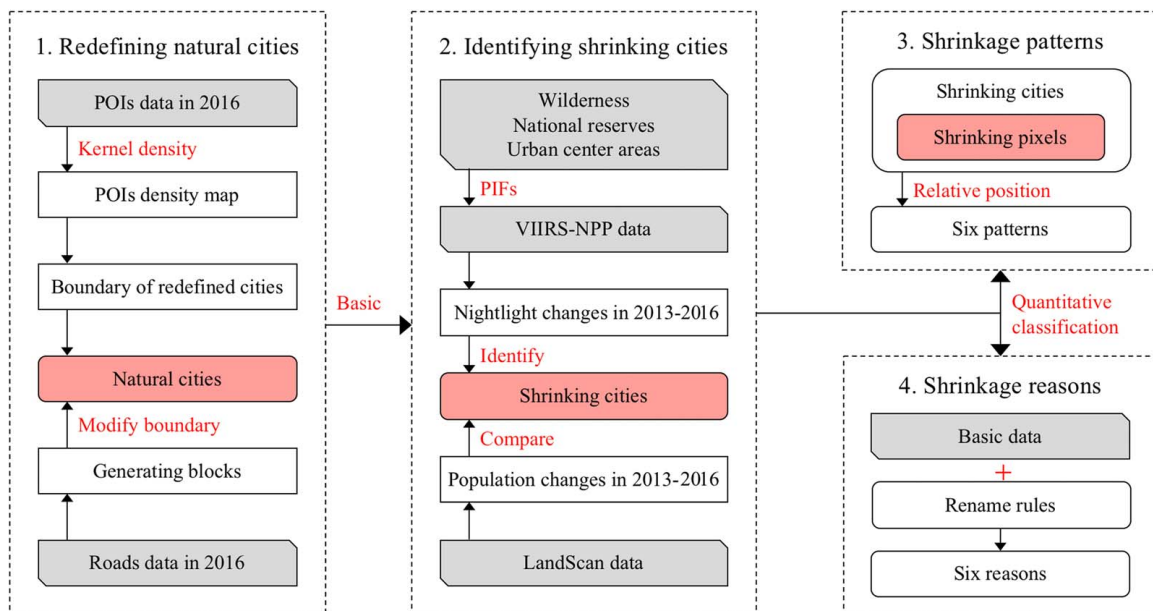 1. Redefining natural cities
POIs data in 2016
Kernel density
POIs density map
Boundary of redefined cities
Natural cities
Modify boundary
Generating blocks
Roads data in 2016
Basic
2. Identifying shrinking cities
Wilderness
National reserves
Urban center areas
PIFs
VIIRS-NPP data
Nightlight changes in 2013-2016
Identify
Shrinking cities
Compare
Population changes in 2013-2016
LandScan data
3. Shrinkage patterns
Shrinking cities
Shrinking pixels
Relative position
Six patterns
Quantitative
classification
4. Shrinkage reasons
Basic data
+
Rename rules
Six reasons